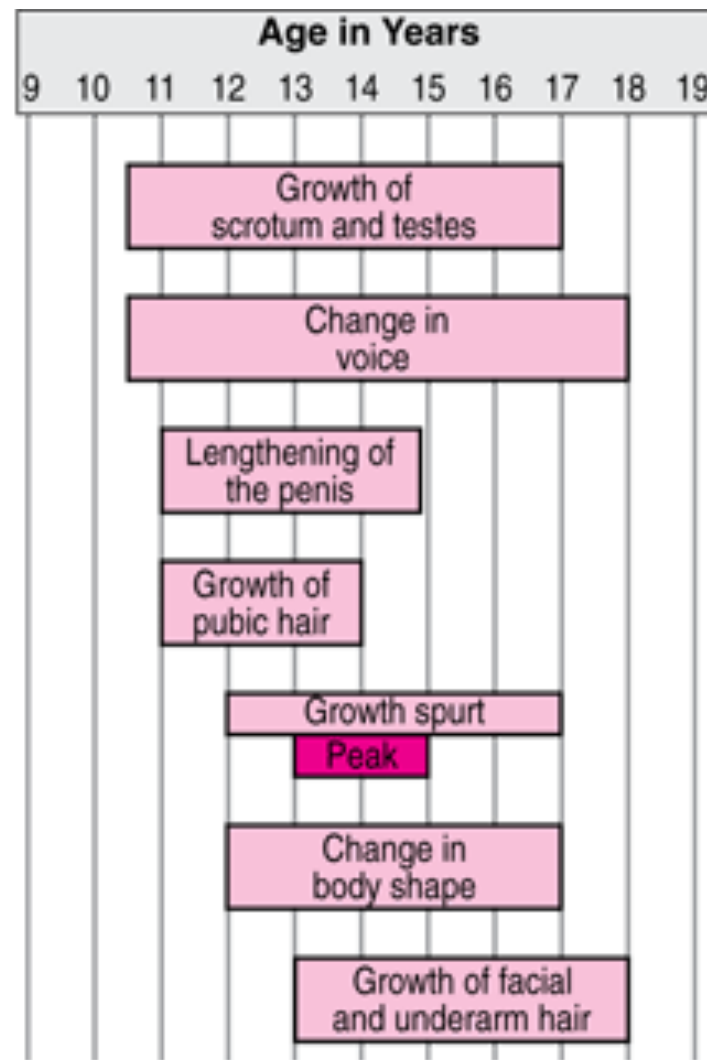 Age in Years
9 10 11 12 13 14 15 16 17 18 19
Growth of
scrotum and testes
Change in
voice
Lengthening of
the penis
Growth of
pubic hair
Growth spurt
Peak
Change in
body shape
Growth of facial
and underarm hair